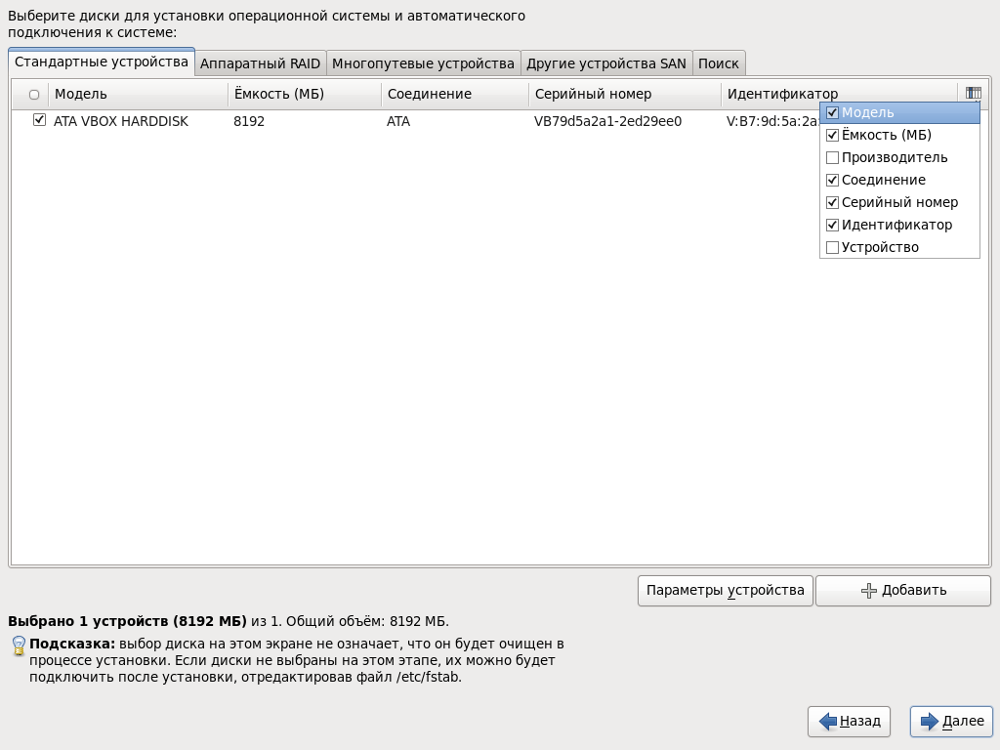 Выберите диски для установки операционной системы и автоматического
подключения к системе:
Стандартные устройства Аппаратный RAID Многопутевые устройства Другие устройства SAN Поиск
Модель Ёмкость (МБ) Соединение Серийный номер Идентификатор
ATA VBOX HARDDISK 8192 ATA VB79d5a2a1-2ed29ee0 V:B7:9d:5a:2a:
Модель
Ёмкость (МБ)
Производитель
Соединение
Серийный номер
Идентификатор
Устройство
Параметры устройства Добавить
Выбрано 1 устройств (8192 МБ) из 1. Общий объём: 8192 МБ.
Подсказка: выбор диска на этом экране не означает, что он будет очищен в
процессе установки. Если диски не выбраны на этом этапе, их можно будет
подключить после установки, отредактировав файл /etc/fstab.
Назад Далее